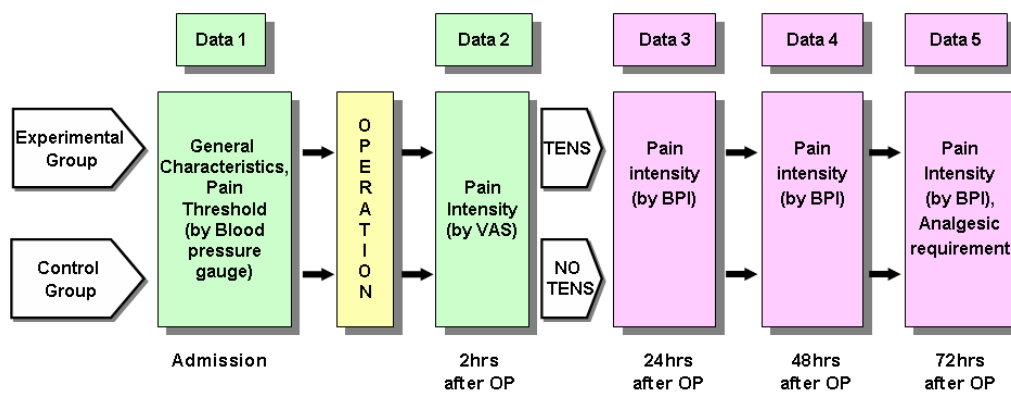 Data 1
Data 2
Data 3
Data 4
Data 5
Experimental
Group
Control
Group
General
Characteristics,
Pain
Threshold
(by Blood
pressure
gauge)
O
P
E
R
A
T
I
O
N
Pain
Intensity
(by VAS)
TENS
NO
TENS
Pain
intensity
(by BPI)
Pain
intensity
(by BPI)
Pain
Intensity
(by BPI),
Analgesic
requirement
Admission
2hrs
after OP
24hrs
after OP
48hrs
after OP
72hrs
after OP